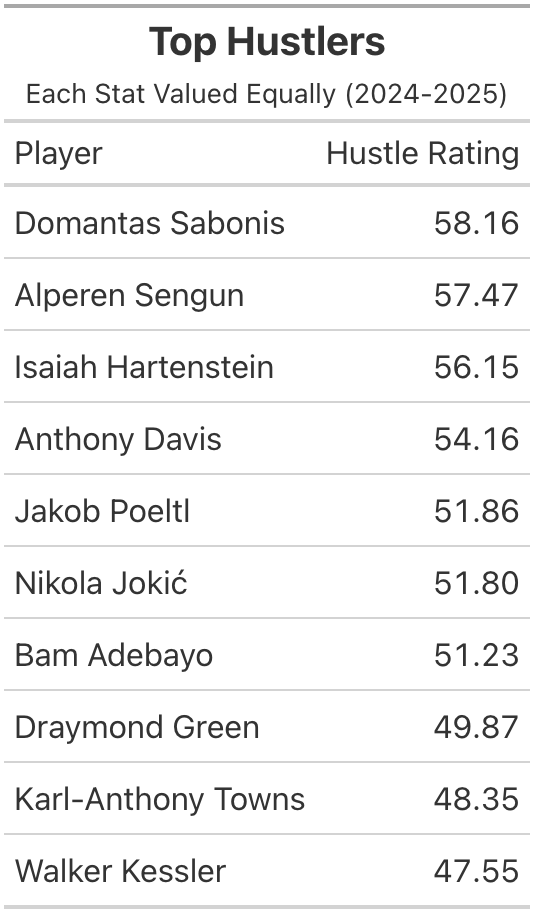 Top Hustlers
Each Stat Valued Equally (2024-2025)
Player Hustle Rating
Domantas Sabonis 58.16
Alperen Sengun 57.47
Isaiah Hartenstein 56.15
Anthony Davis 54.16
Jakob Poeltl 51.86
Nikola Jokić 51.80
Bam Adebayo 51.23
Draymond Green 49.87
Karl-Anthony Towns 48.35
Walker Kessler 47.55